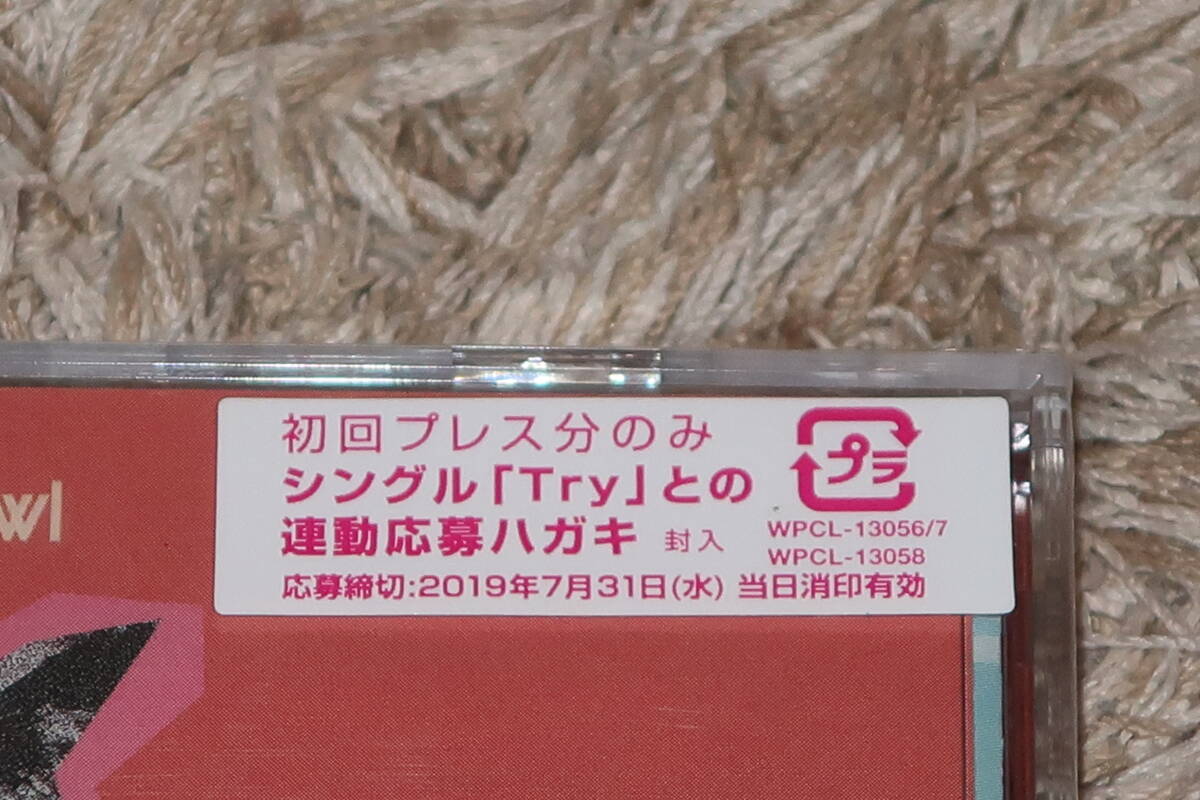 初回プレス分のみ
シングル「Try」との
連動応募ハガキ 封入
応募締切:2019年7月31日(水) 当日消印有効
プラ
WPCL-13056/7
WPCL-13058
wl